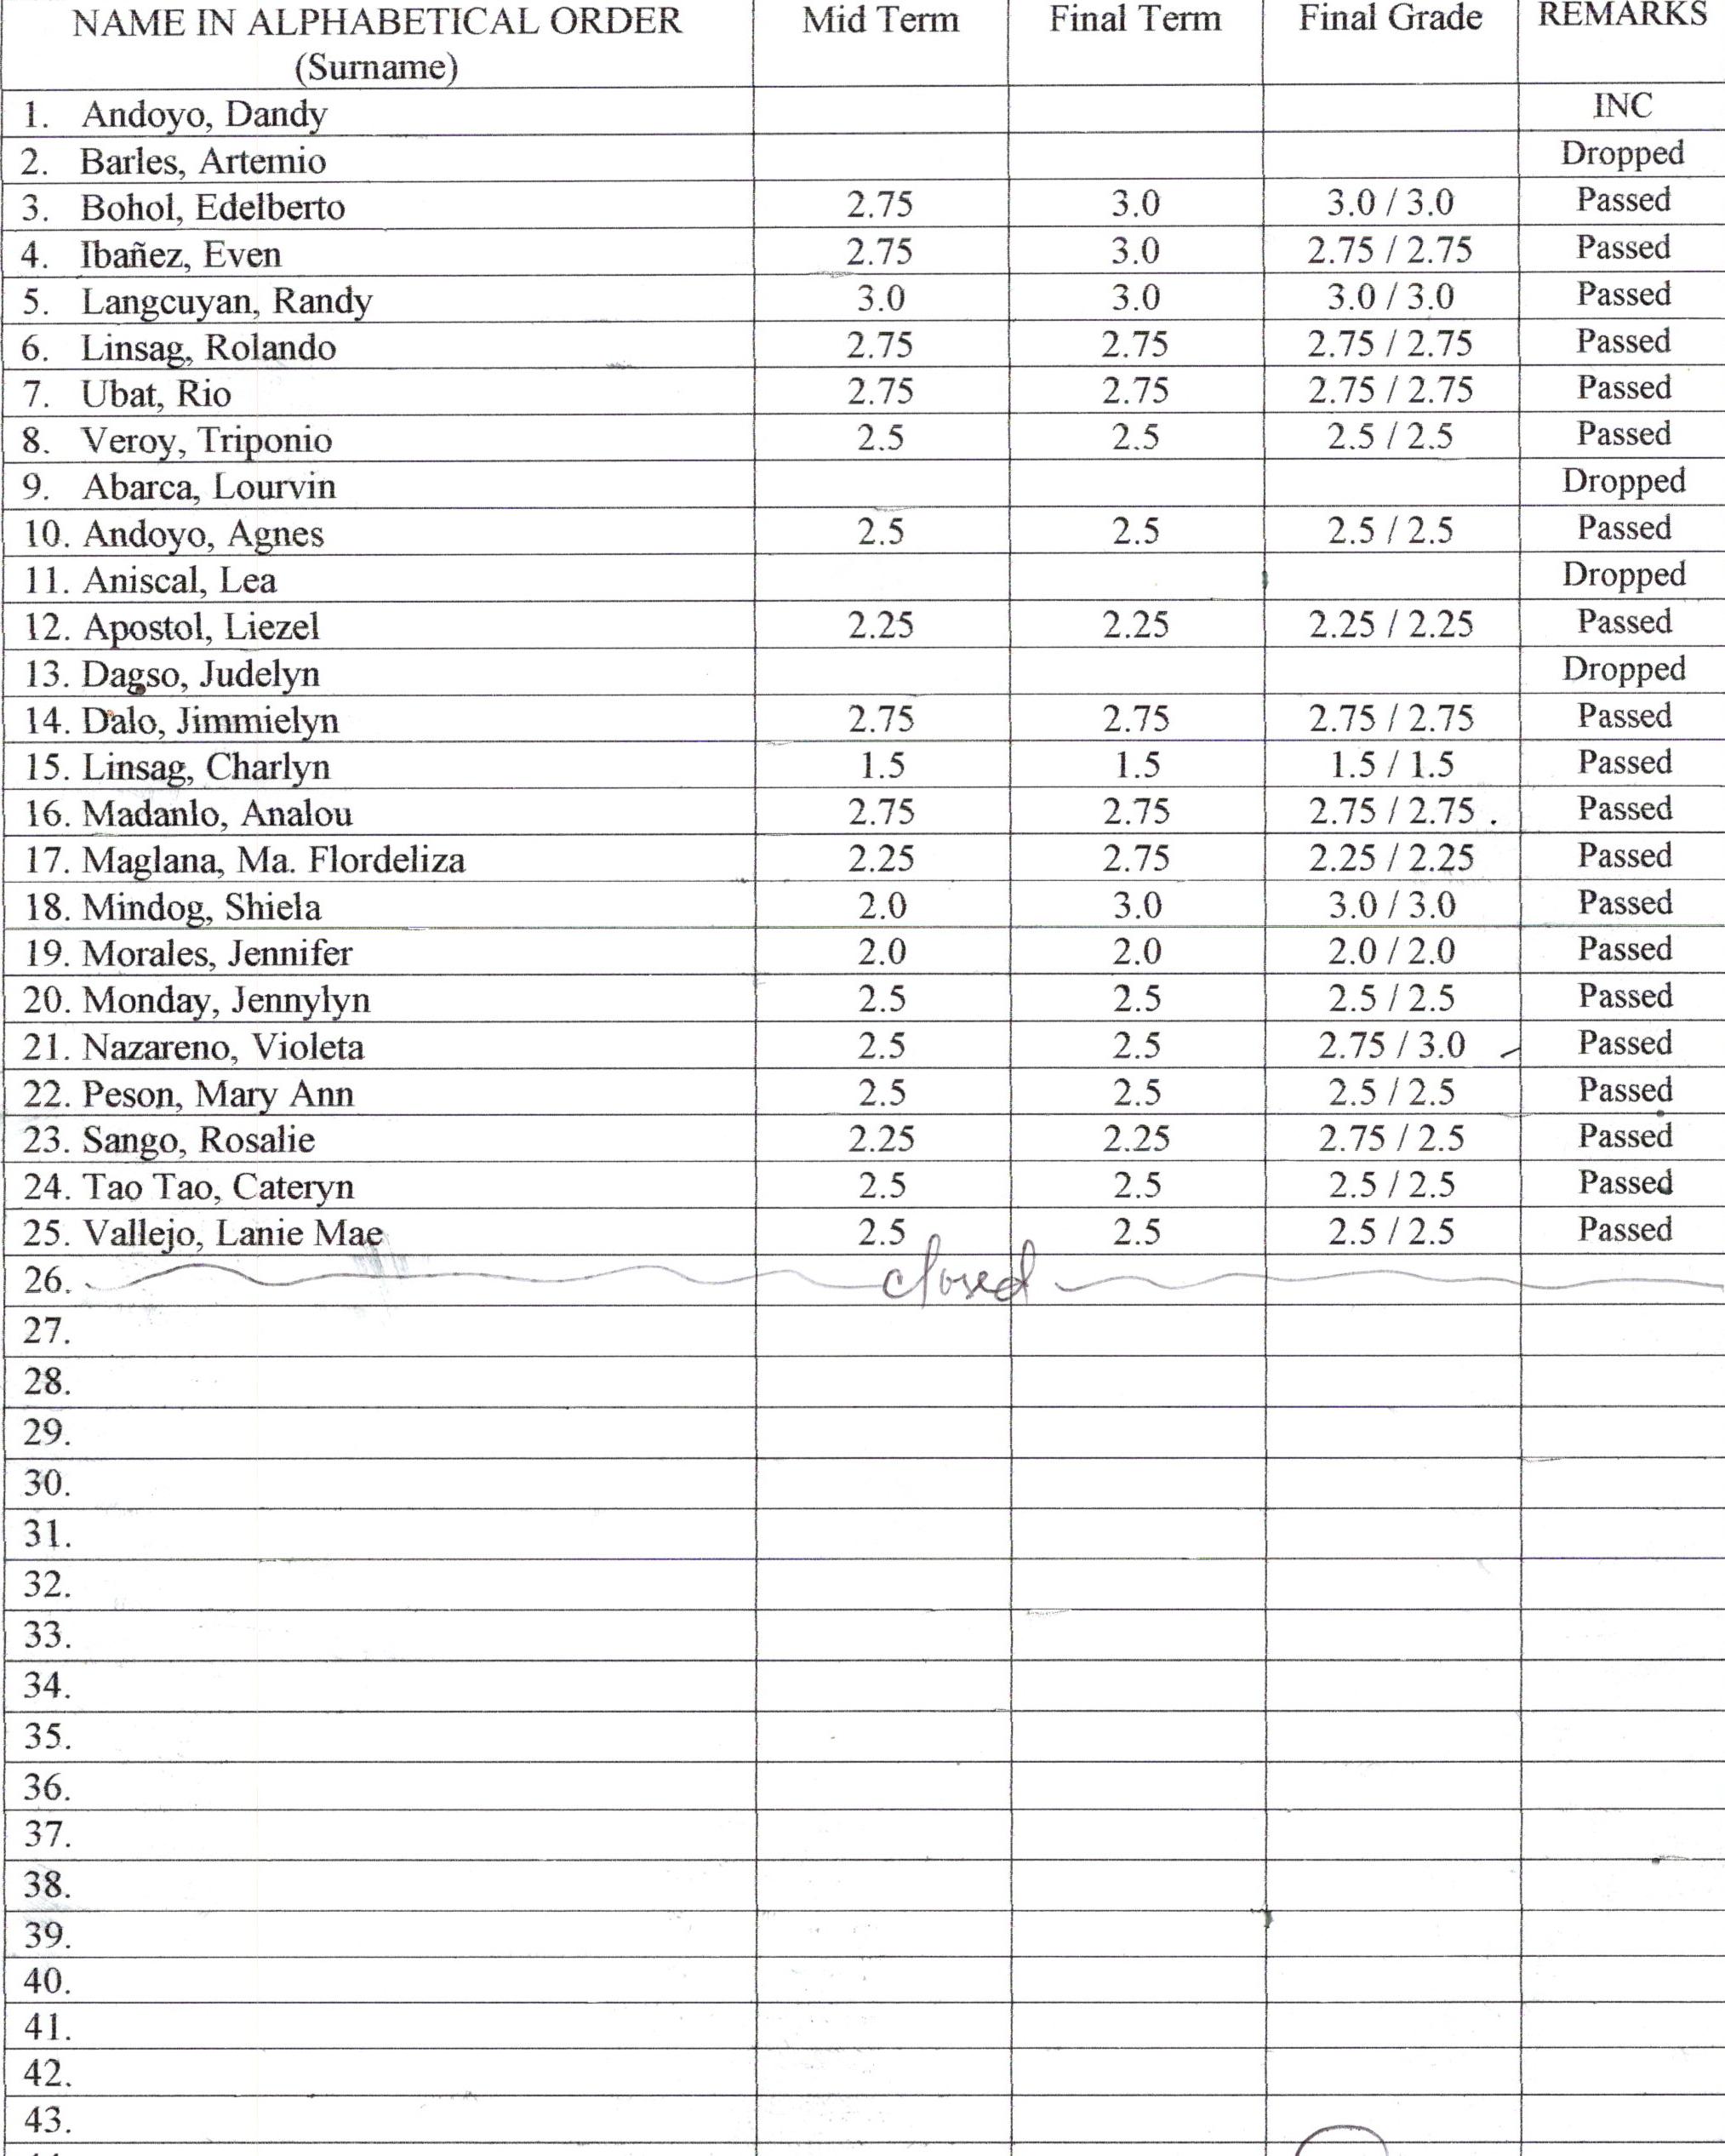 NAME IN ALPHABETICAL ORDER Mid Term Final Term Final Grade REMARKS
(Surname)
1. Andoyo, Dandy INC
2. Barles, Artemio Dropped
3. Bohol, Edelberto 2.75 3.0 3.0 / 3.0 Passed
4. Ibañez, Even 2.75 3.0 2.75 / 2.75 Passed
5. Langcuyan, Randy 3.0 3.0 3.0 / 3.0 Passed
6. Linsag, Rolando 2.75 2.75 2.75 / 2.75 Passed
7. Ubat, Rio 2.75 2.75 2.75 / 2.75 Passed
8. Veroy, Triponio 2.5 2.5 2.5 / 2.5 Passed
9. Abarca, Lourvin Dropped
10. Andoyo, Agnes 2.5 2.5 2.5 / 2.5 Passed
11. Aniscal, Lea Dropped
12. Apostol, Liezel 2.25 2.25 2.25 / 2.25 Passed
13. Dagso, Judelyn Dropped
14. Dalo, Jimmielyn 2.75 2.75 2.75 / 2.75 Passed
15. Linsag, Charlyn 1.5 1.5 1.5 / 1.5 Passed
16. Madanlo, Analou 2.75 2.75 2.75 / 2.75 . Passed
17. Maglana, Ma. Flordeliza 2.25 2.75 2.25 / 2.25 Passed
18. Mindog, Shiela 2.0 3.0 3.0 / 3.0 Passed
19. Morales, Jennifer 2.0 2.0 2.0 / 2.0 Passed
20. Monday, Jennylyn 2.5 2.5 2.5 / 2.5 Passed
21. Nazareno, Violeta 2.5 2.5 2.75 / 3.0 Passed
22. Peson, Mary Ann 2.5 2.5 2.5 / 2.5 Passed
23. Sango, Rosalie 2.25 2.25 2.75 / 2.5 Passed
24. Tao Tao, Cateryn 2.5 2.5 2.5 / 2.5 Passed
25. Vallejo, Lanie Mae 2.5 2.5 2.5 / 2.5 Passed
26. closed
27.
28.
29.
30.
31.
32.
33.
34.
35.
36.
37.
38.
39.
40.
41.
42.
43.